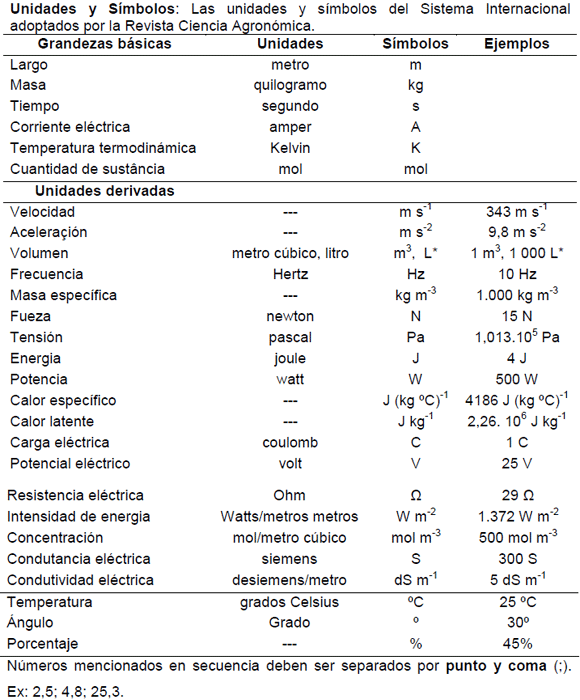 Unidades y Símbolos: Las unidades y símbolos del Sistema Internacional
adoptados por la Revista Ciencia Agronómica.
Grandezas básicas Unidades Símbolos Ejemplos
Largo metro m
Masa quilogramo kg
Tiempo segundo s
Corriente eléctrica amper A
Temperatura termodinámica Kelvin K
Cuantidad de sustância mol mol
Unidades derivadas
Velocidad --- m s⁻¹ 343 m s⁻¹
Aceleração --- m s⁻² 9,8 m s⁻²
Volumen metro cúbico, litro m³, L* 1 m³, 1 000 L*
Frecuencia Hertz Hz 10 Hz
Masa específica --- kg m⁻³ 1.000 kg m⁻³
Fueza newton N 15 N
Tensión pascal Pa 1,013.10⁵ Pa
Energia joule J 4 J
Potencia watt W 500 W
Calor específico --- J (kg ºC)⁻¹ 4186 J (kg ºC)⁻¹
Calor latente --- J kg⁻¹ 2,26. 10⁶ J kg⁻¹
Carga eléctrica coulomb C 1 C
Potencial eléctrico volt V 25 V
Resistencia eléctrica Ohm Ω 29 Ω
Intensidad de energia Watts/metros metros W m⁻² 1.372 W m⁻²
Concentración mol/metro cúbico mol m⁻³ 500 mol m⁻³
Condutancia eléctrica siemens S 300 S
Condutividad eléctrica desiemens/metro dS m⁻¹ 5 dS m⁻¹
Temperatura grados Celsius ºC 25 ºC
Ángulo Grado º 30º
Porcentaje --- % 45%
Números mencionados en secuencia deben ser separados por punto y coma (;).
Ex: 2,5; 4,8; 25,3.